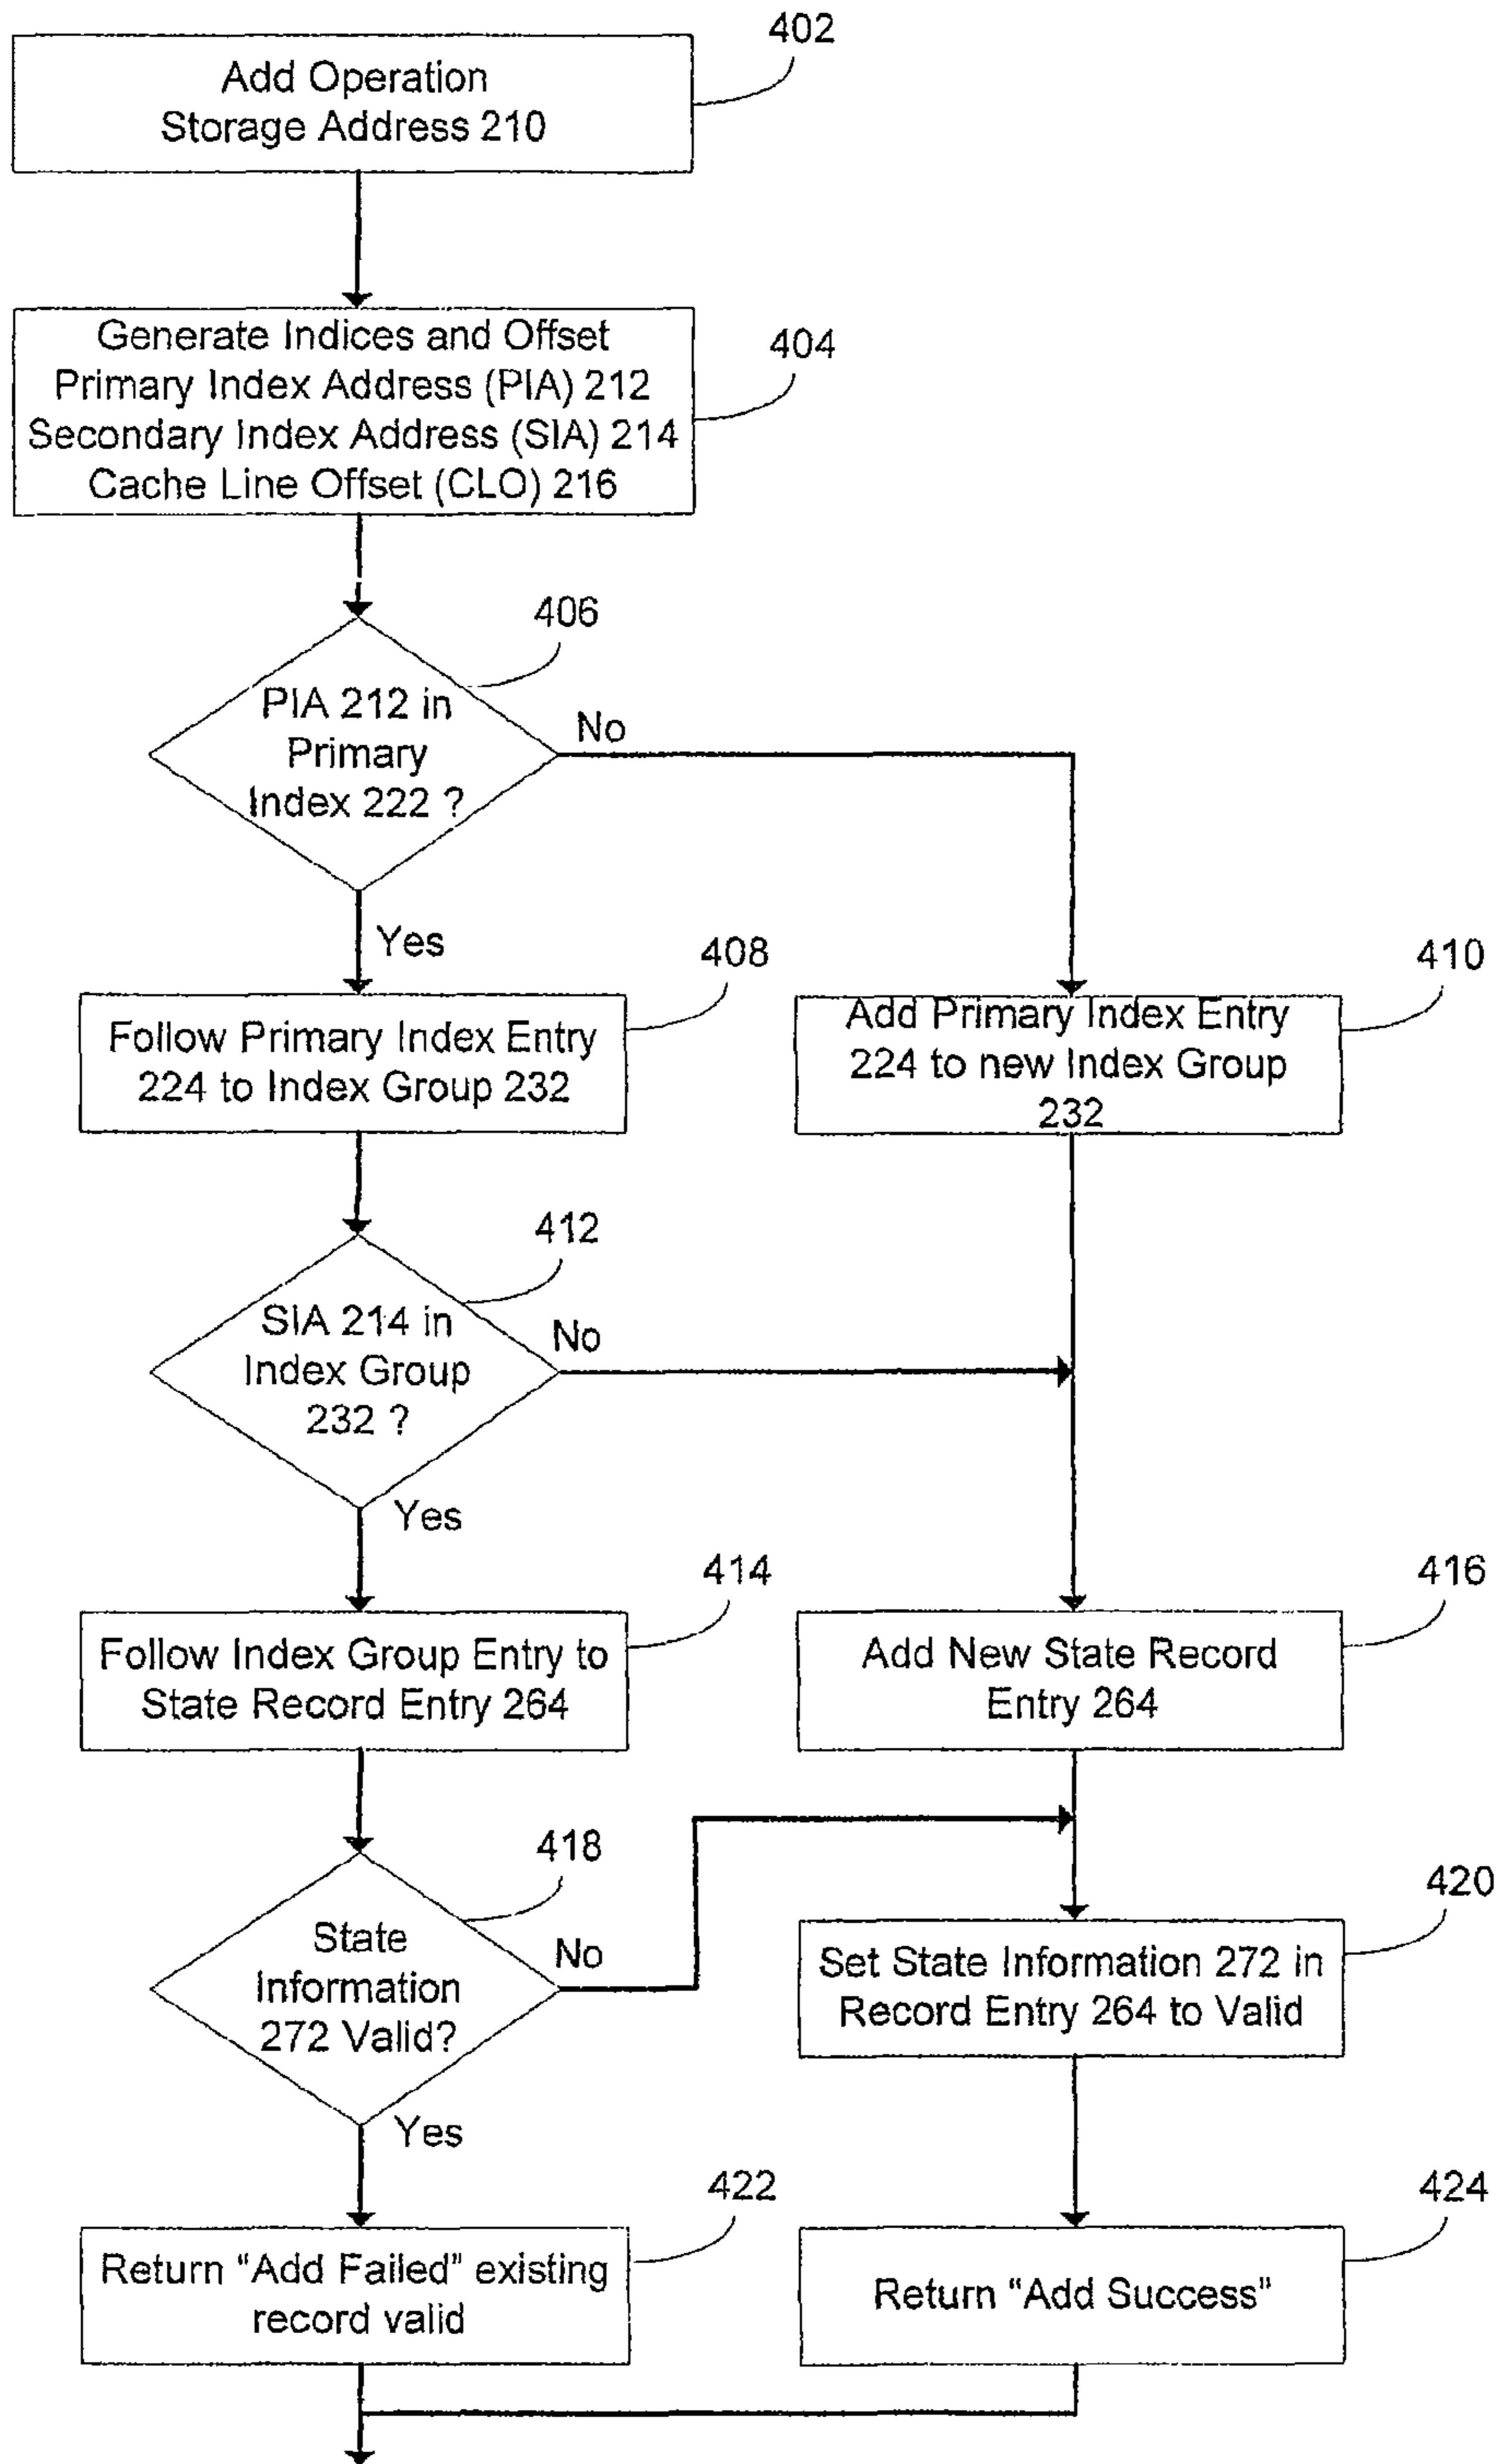 402
Add Operation
Storage Address 210
404
Generate Indices and Offset
Primary Index Address (PIA) 212
Secondary Index Address (SIA) 214
Cache Line Offset (CLO) 216
406
PIA 212 in
Primary
Index 222 ?
No
Yes
408
Follow Primary Index Entry
224 to Index Group 232
410
Add Primary Index Entry
224 to new Index Group
232
412
SIA 214 in
Index Group
232 ?
No
Yes
414
Follow Index Group Entry to
State Record Entry 264
416
Add New State Record
Entry 264
418
State
Information
272 Valid?
No
Yes
420
Set State Information 272 in
Record Entry 264 to Valid
422
Return “Add Failed” existing
record valid
424
Return “Add Success”